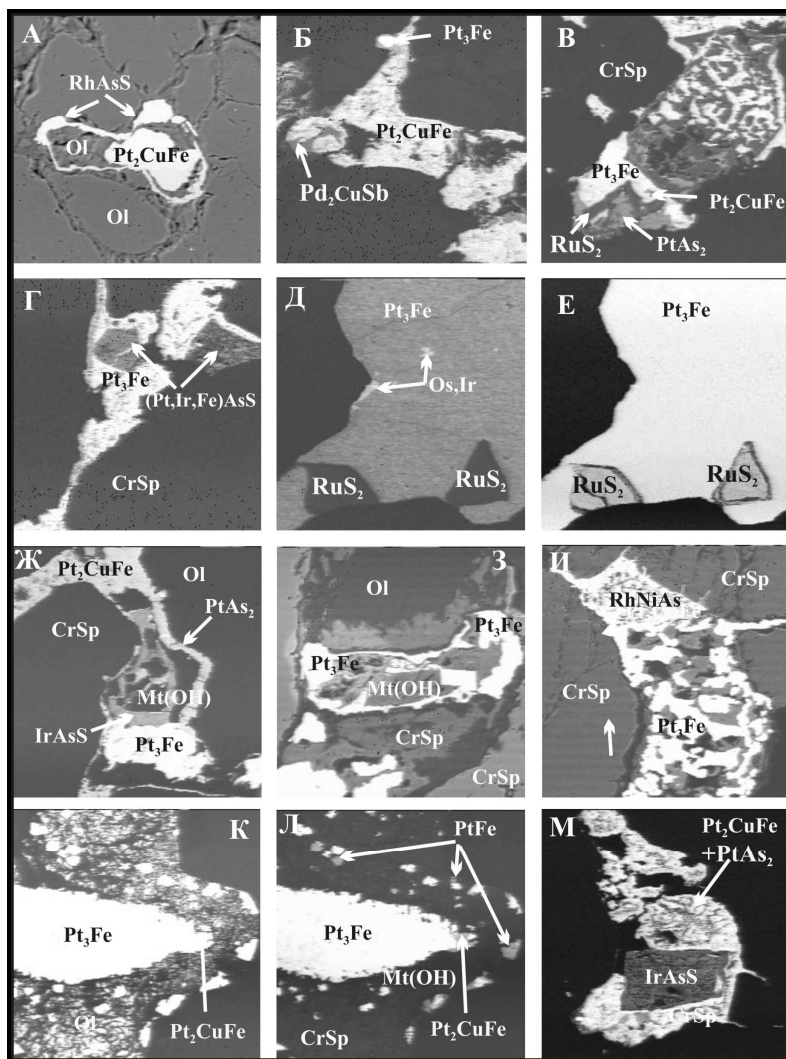 А
RhAsS
Ol
Pt₂CuFe
Ol
Б
Pt₃Fe
Pt₂CuFe
Pd₂CuSb
В
CrSp
Pt₃Fe
Pt₂CuFe
RuS₂
PtAs₂
Г
Pt₃Fe
(Pt,Ir,Fe)AsS
CrSp
Д
Pt₃Fe
Os,Ir
RuS₂
RuS₂
Е
Pt₃Fe
RuS₂
RuS₂
Ж
Pt₂CuFe
Ol
PtAs₂
CrSp
Mt(OH)
IrAsS
Pt₃Fe
З
Ol
Pt₃Fe
Pt₃Fe
Mt(OH)
CrSp
CrSp
И
RhNiAs
CrSp
CrSp
Pt₃Fe
К
Pt₃Fe
Ol
Pt₂CuFe
Л
PtFe
Pt₃Fe
Mt(OH)
CrSp
Pt₂CuFe
М
Pt₂CuFe
+PtAs₂
IrAsS
CrSp